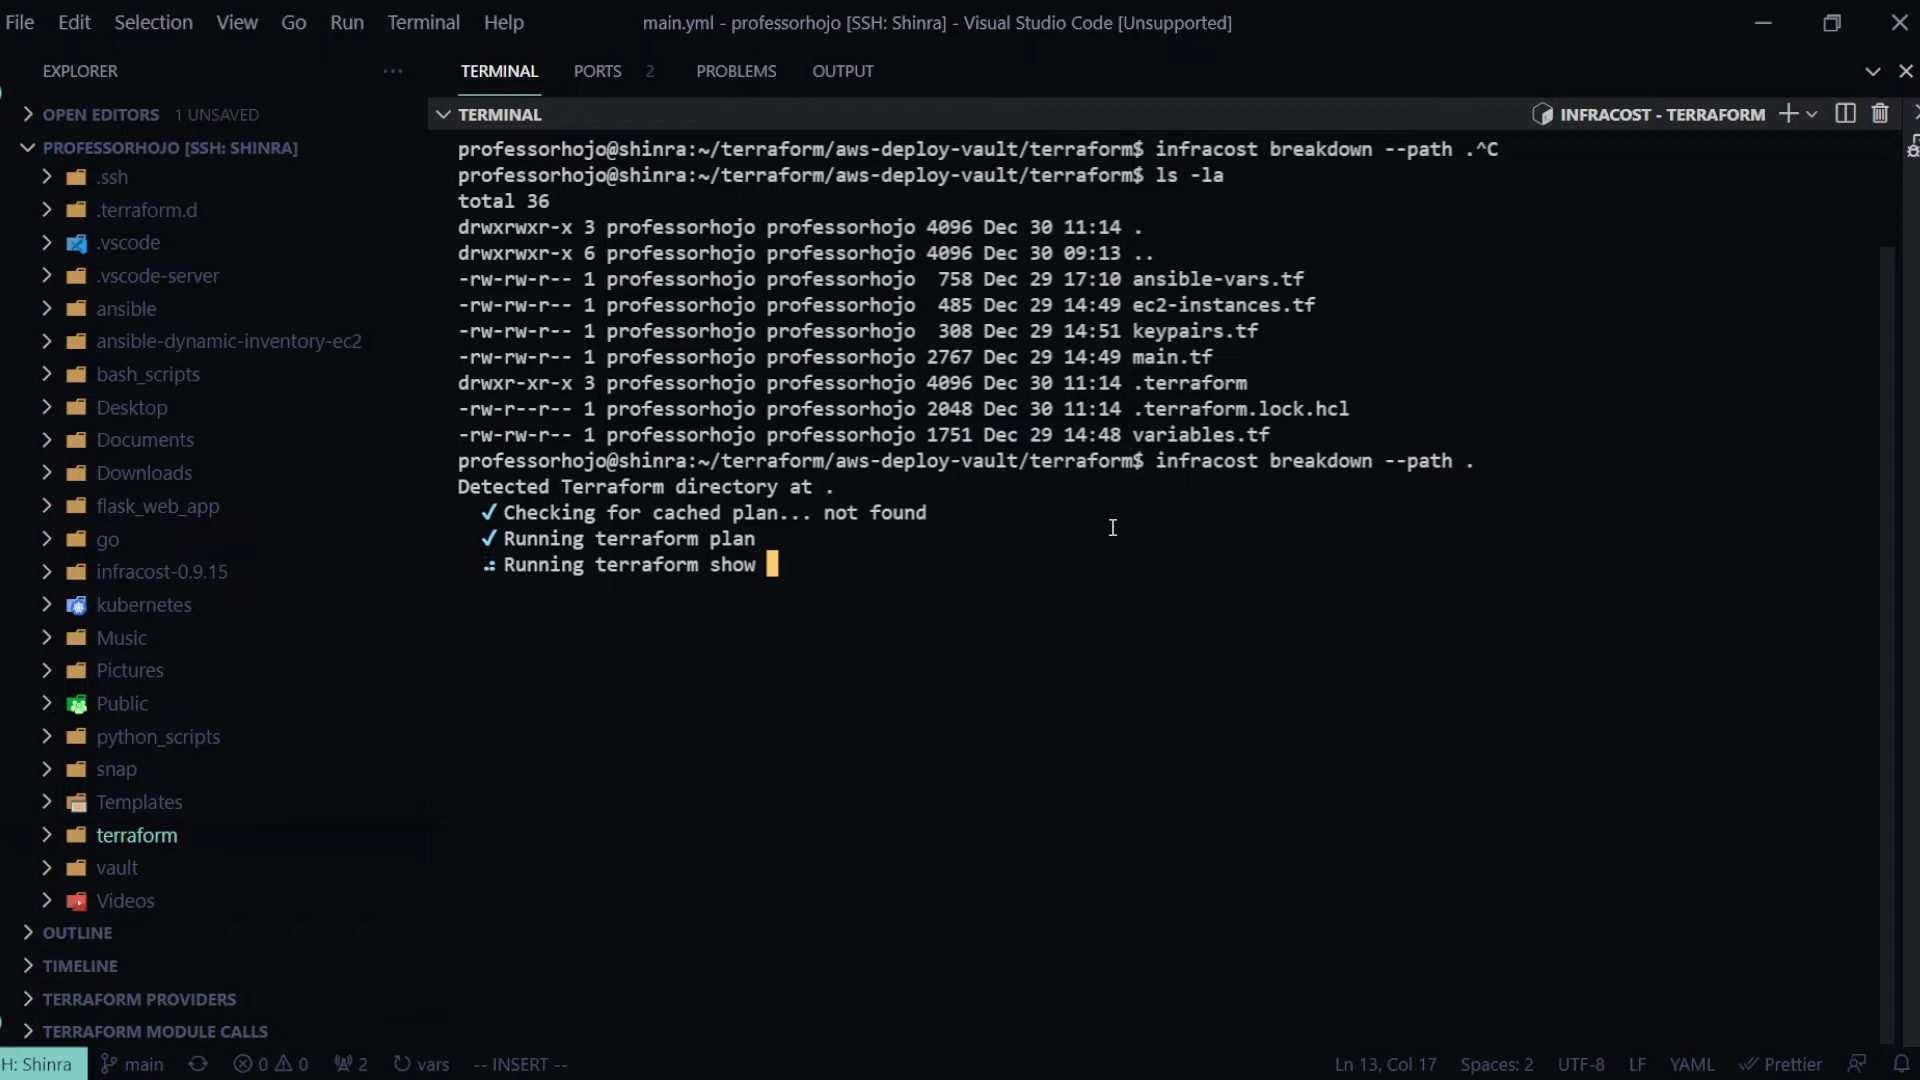 File Edit Selection View Go Run Terminal Help main.yml - professorhojo [SSH: Shinra] - Visual Studio Code [Unsupported]
EXPLORER ···
OPEN EDITORS 1 UNSAVED
PROFESSORHOJO [SSH: SHINRA]
.ssh
.terraform.d
.vscode
.vscode-server
ansible
ansible-dynamic-inventory-ec2
bash_scripts
Desktop
Documents
Downloads
flask_web_app
go
infracost-0.9.15
kubernetes
Music
Pictures
Public
python_scripts
snap
Templates
terraform
vault
Videos
OUTLINE
TIMELINE
TERRAFORM PROVIDERS
TERRAFORM MODULE CALLS
TERMINAL PORTS 2 PROBLEMS OUTPUT
TERMINAL INFRACOST - TERRAFORM
professorhojo@shinra:~/terraform/aws-deploy-vault/terraform$ infracost breakdown --path .^C
professorhojo@shinra:~/terraform/aws-deploy-vault/terraform$ ls -la
total 36
drwxrwxr-x 3 professorhojo professorhojo 4096 Dec 30 11:14 .
drwxrwxr-x 6 professorhojo professorhojo 4096 Dec 30 09:13 ..
-rw-rw-r-- 1 professorhojo professorhojo  758 Dec 29 17:10 ansible-vars.tf
-rw-rw-r-- 1 professorhojo professorhojo  485 Dec 29 14:49 ec2-instances.tf
-rw-rw-r-- 1 professorhojo professorhojo  308 Dec 29 14:51 keypairs.tf
-rw-rw-r-- 1 professorhojo professorhojo 2767 Dec 29 14:49 main.tf
drwxr-xr-x 3 professorhojo professorhojo 4096 Dec 30 11:14 .terraform
-rw-r--r-- 1 professorhojo professorhojo 2048 Dec 30 11:14 .terraform.lock.hcl
-rw-rw-r-- 1 professorhojo professorhojo 1751 Dec 29 14:48 variables.tf
professorhojo@shinra:~/terraform/aws-deploy-vault/terraform$ infracost breakdown --path .
Detected Terraform directory at .
✓ Checking for cached plan... not found
✓ Running terraform plan
Running terraform show
H: Shinra main 0 0 2 vars -- INSERT -- Ln 13, Col 17 Spaces: 2 UTF-8 LF YAML Prettier